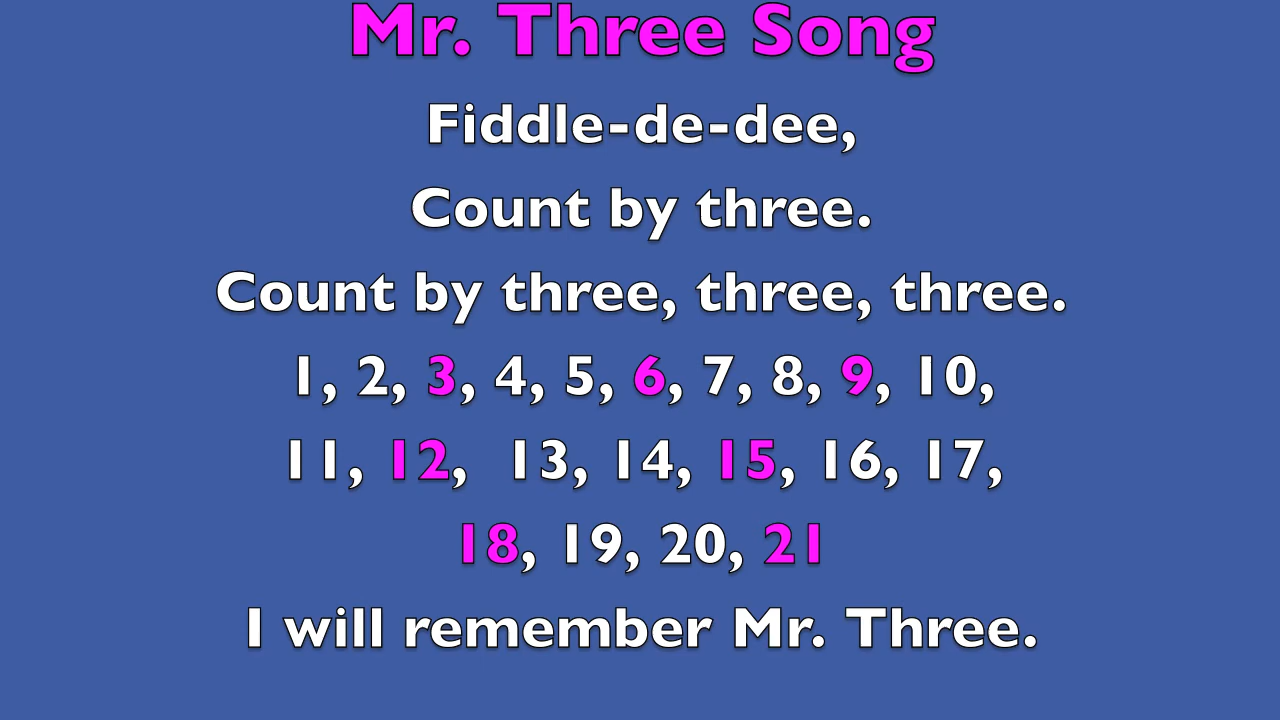 Mr. Three Song
Fiddle-de-dee,
Count by three.
Count by three, three, three.
1, 2, 3, 4, 5, 6, 7, 8, 9, 10,
11, 12, 13, 14, 15, 16, 17,
18, 19, 20, 21
I will remember Mr. Three.